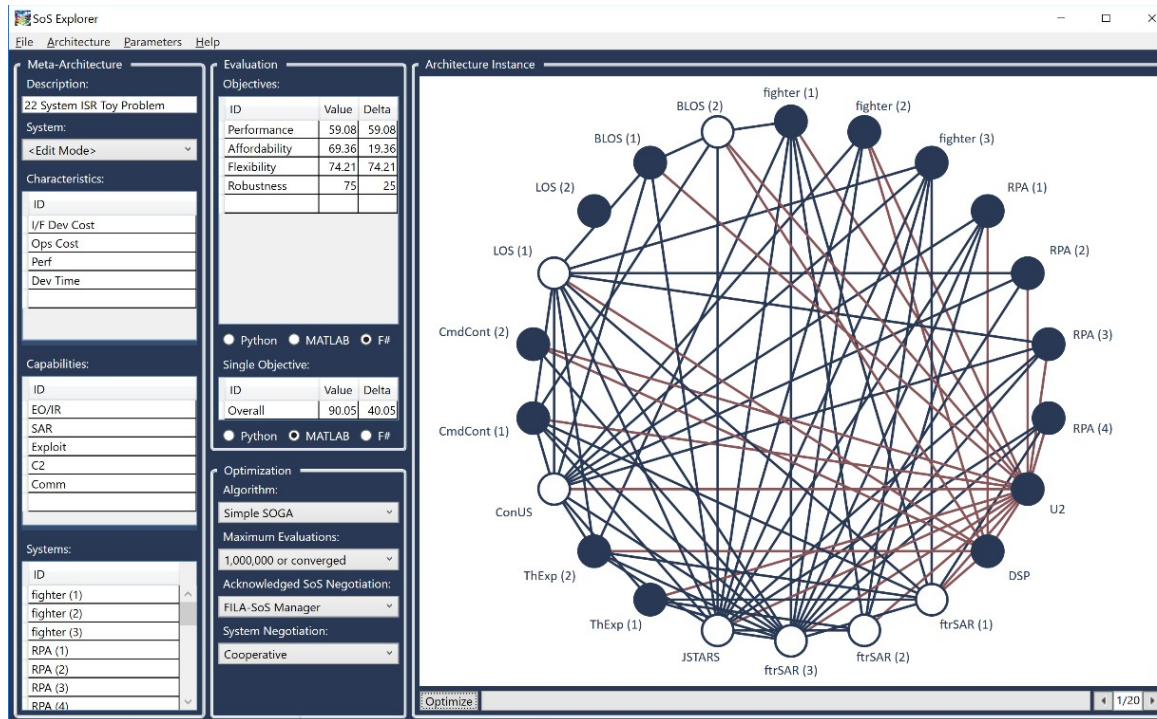 SoS Explorer
File Architecture Parameters Help
Meta-Architecture
Description:
22 System ISR Toy Problem
System:
<Edit Mode>
Characteristics:
ID
I/F Dev Cost
Ops Cost
Perf
Dev Time
Capabilities:
ID
EO/IR
SAR
Exploit
C2
Comm
Systems:
ID
fighter (1)
fighter (2)
fighter (3)
RPA (1)
RPA (2)
RPA (3)
RPA (4)
Evaluation
Objectives:
ID Value Delta
Performance 59.08 59.08
Affordability 69.36 19.36
Flexibility 74.21 74.21
Robustness 75 25
Python MATLAB F#
Single Objective:
ID Value Delta
Overall 90.05 40.05
Python MATLAB F#
Optimization
Algorithm:
Simple SOGA
Maximum Evaluations:
1,000,000 or converged
Acknowledged SoS Negotiation:
FILA-SoS Manager
System Negotiation:
Cooperative
Architecture Instance
fighter (1)
fighter (2)
fighter (3)
RPA (1)
RPA (2)
RPA (3)
RPA (4)
U2
DSP
ftrSAR (1)
ftrSAR (2)
ftrSAR (3)
JSTARS
ThExp (1)
ThExp (2)
ConUS
CmdCont (1)
CmdCont (2)
LOS (1)
LOS (2)
BLOS (1)
BLOS (2)
Optimize
1/20